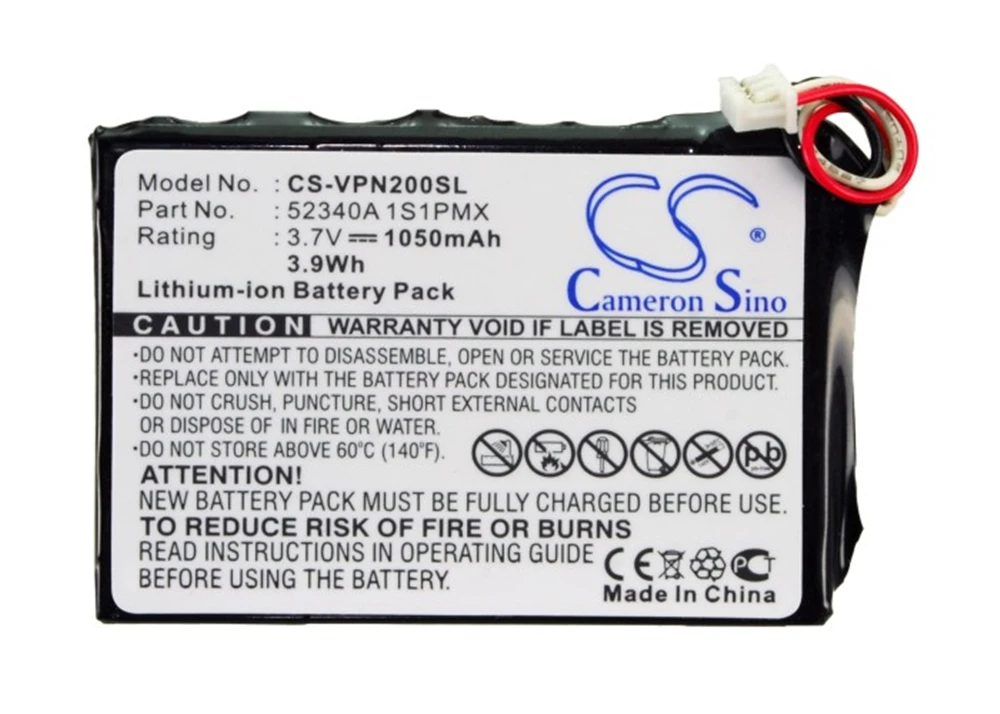 Model No. : CS-VPN200SL
Part No. : 52340A 1S1PMX
Rating : 3.7V 1050mAh
3.9Wh
Lithium-ion Battery Pack
CS ®
Cameron Sino
CAUTION WARRANTY VOID IF LABEL IS REMOVED
•DO NOT ATTEMPT TO DISASSEMBLE, OPEN OR SERVICE THE BATTERY PACK.
•REPLACE ONLY WITH THE BATTERY PACK DESIGNATED FOR THIS PRODUCT.
•DO NOT CRUSH, PUNCTURE, SHORT EXTERNAL CONTACTS
OR DISPOSE OF IN FIRE OR WATER.
•DO NOT STORE ABOVE 60°C (140°F).
Pb
ATTENTION!
NEW BATTERY PACK MUST BE FULLY CHARGED BEFORE USE.
TO REDUCE RISK OF FIRE OR BURNS
READ INSTRUCTIONS IN OPERATING GUIDE
BEFORE USING THE BATTERY.
CE PCT
Made In China